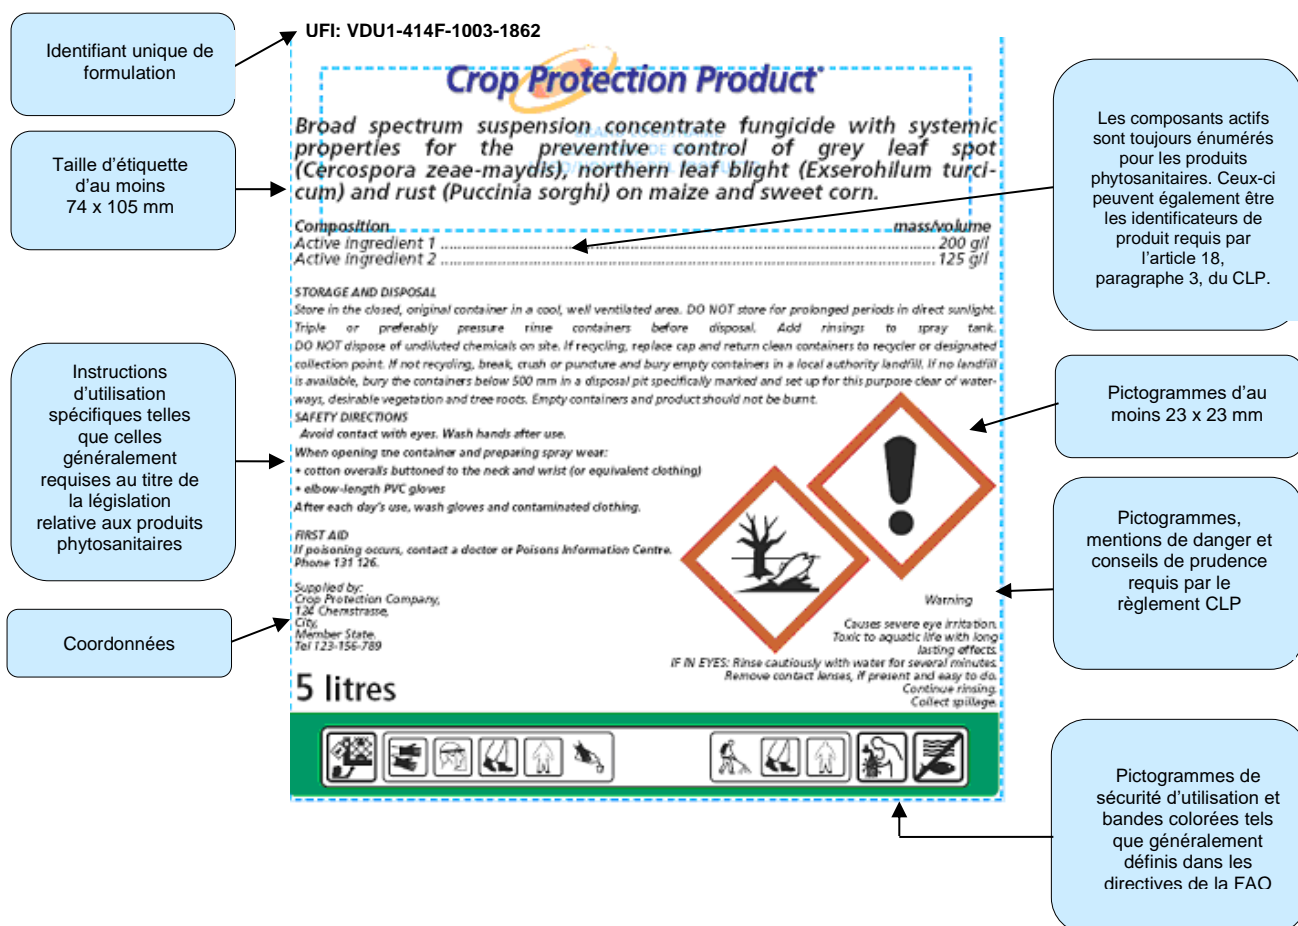 UFI: VDU1-414F-1003-1862
Identifiant unique de
formulation
Taille d'étiquette
d'au moins
74 x 105 mm
Instructions
d'utilisation
spécifiques telles
que celles
généralement
requises au titre de
la législation
relative aux produits
phytosanitaires
Coordonnées
Crop Protection Product
Broad spectrum suspension concentrate fungicide with systemic
properties for the preventive control of grey leaf spot
(Cercospora zeae-maydis), northern leaf blight (Exserohilum turci-
cum) and rust (Puccinia sorghi) on maize and sweet corn.
Composition mass/volume
Active ingredient 1 ........ 200 g/l
Active ingredient 2 ........ 125 g/l
STORAGE AND DISPOSAL
Store in the closed, original container in a cool, well ventilated area. DO NOT store for prolonged periods in direct sunlight.
Triple or preferably pressure rinse containers before disposal. Add rinsings to spray tank.
DO NOT dispose of undiluted chemicals on site. If recycling, replace cap and return clean containers to recycler or designated
collection point. If not recycling, break, crush or puncture and bury empty containers in a local authority landfill. If no landfill
is available, bury the containers below 500 mm in a disposal pit specifically marked and set up for this purpose clear of water-
ways, desirable vegetation and tree roots. Empty containers and product should not be burnt.
SAFETY DIRECTIONS
Avoid contact with eyes. Wash hands after use.
When opening the container and preparing spray wear:
• cotton overalls buttoned to the neck and wrist (or equivalent clothing)
• elbow-length PVC gloves
After each day's use, wash gloves and contaminated clothing.
FIRST AID
If poisoning occurs, contact a doctor or Poisons Information Centre.
Phone 131 126.
Supplied by:
Crop Protection Company,
124 Chemstrasse,
City,
Member State.
Tel 123-156-789
5 litres
Warning
Causes severe eye irritation.
Toxic to aquatic life with long
lasting effects.
IF IN EYES: Rinse cautiously with water for several minutes.
Remove contact lenses, if present and easy to do.
Continue rinsing.
Collect spillage.
Les composants actifs
sont toujours énumérés
pour les produits
phytosanitaires. Ceux-ci
peuvent également être
les identificateurs de
produit requis par
l'article 18,
paragraphe 3, du CLP.
Pictogrammes d'au
moins 23 x 23 mm
Pictogrammes,
mentions de danger et
conseils de prudence
requis par le
règlement CLP
Pictogrammes de
sécurité d'utilisation et
bandes colorées tels
que généralement
définis dans les
directives de la FAO